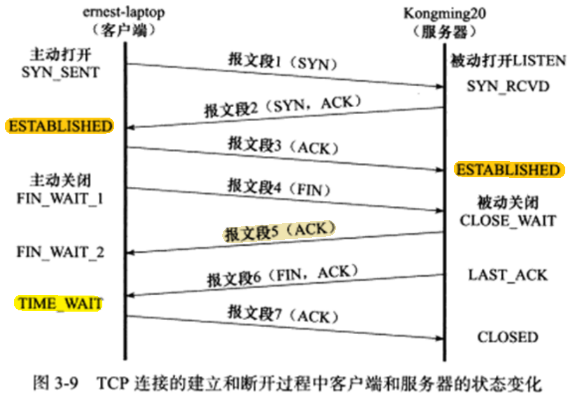 ernest-laptop
（客户端）
Kongming20
（服务器）
主动打开
SYN_SENT
报文段1（SYN）
被动打开LISTEN
SYN_RCVD
报文段2（SYN，ACK）
ESTABLISHED
报文段3（ACK）
ESTABLISHED
主动关闭
FIN_WAIT_1
报文段4（FIN）
被动关闭
CLOSE_WAIT
报文段5（ACK）
FIN_WAIT_2
报文段6（FIN，ACK）
LAST_ACK
TIME_WAIT
报文段7（ACK）
CLOSED
图 3-9 TCP 连接的建立和断开过程中客户端和服务器的状态变化